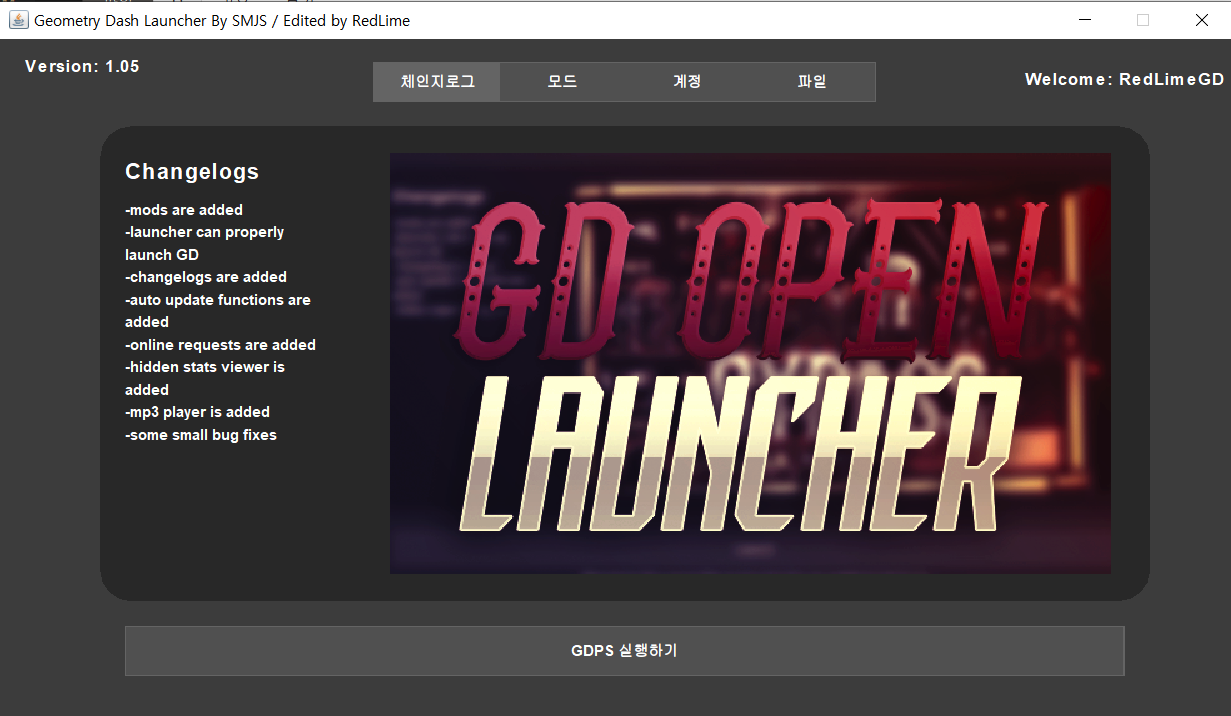 Geometry Dash Launcher By SMJS / Edited by RedLime
Version: 1.05
체인지로그 모드 계정 파일
Welcome: RedLimeGD
Changelogs
-mods are added
-launcher can properly
launch GD
-changelogs are added
-auto update functions are
added
-online requests are added
-hidden stats viewer is
added
-mp3 player is added
-some small bug fixes
GD OPEN
LAUNCHER
GDPS 실행하기